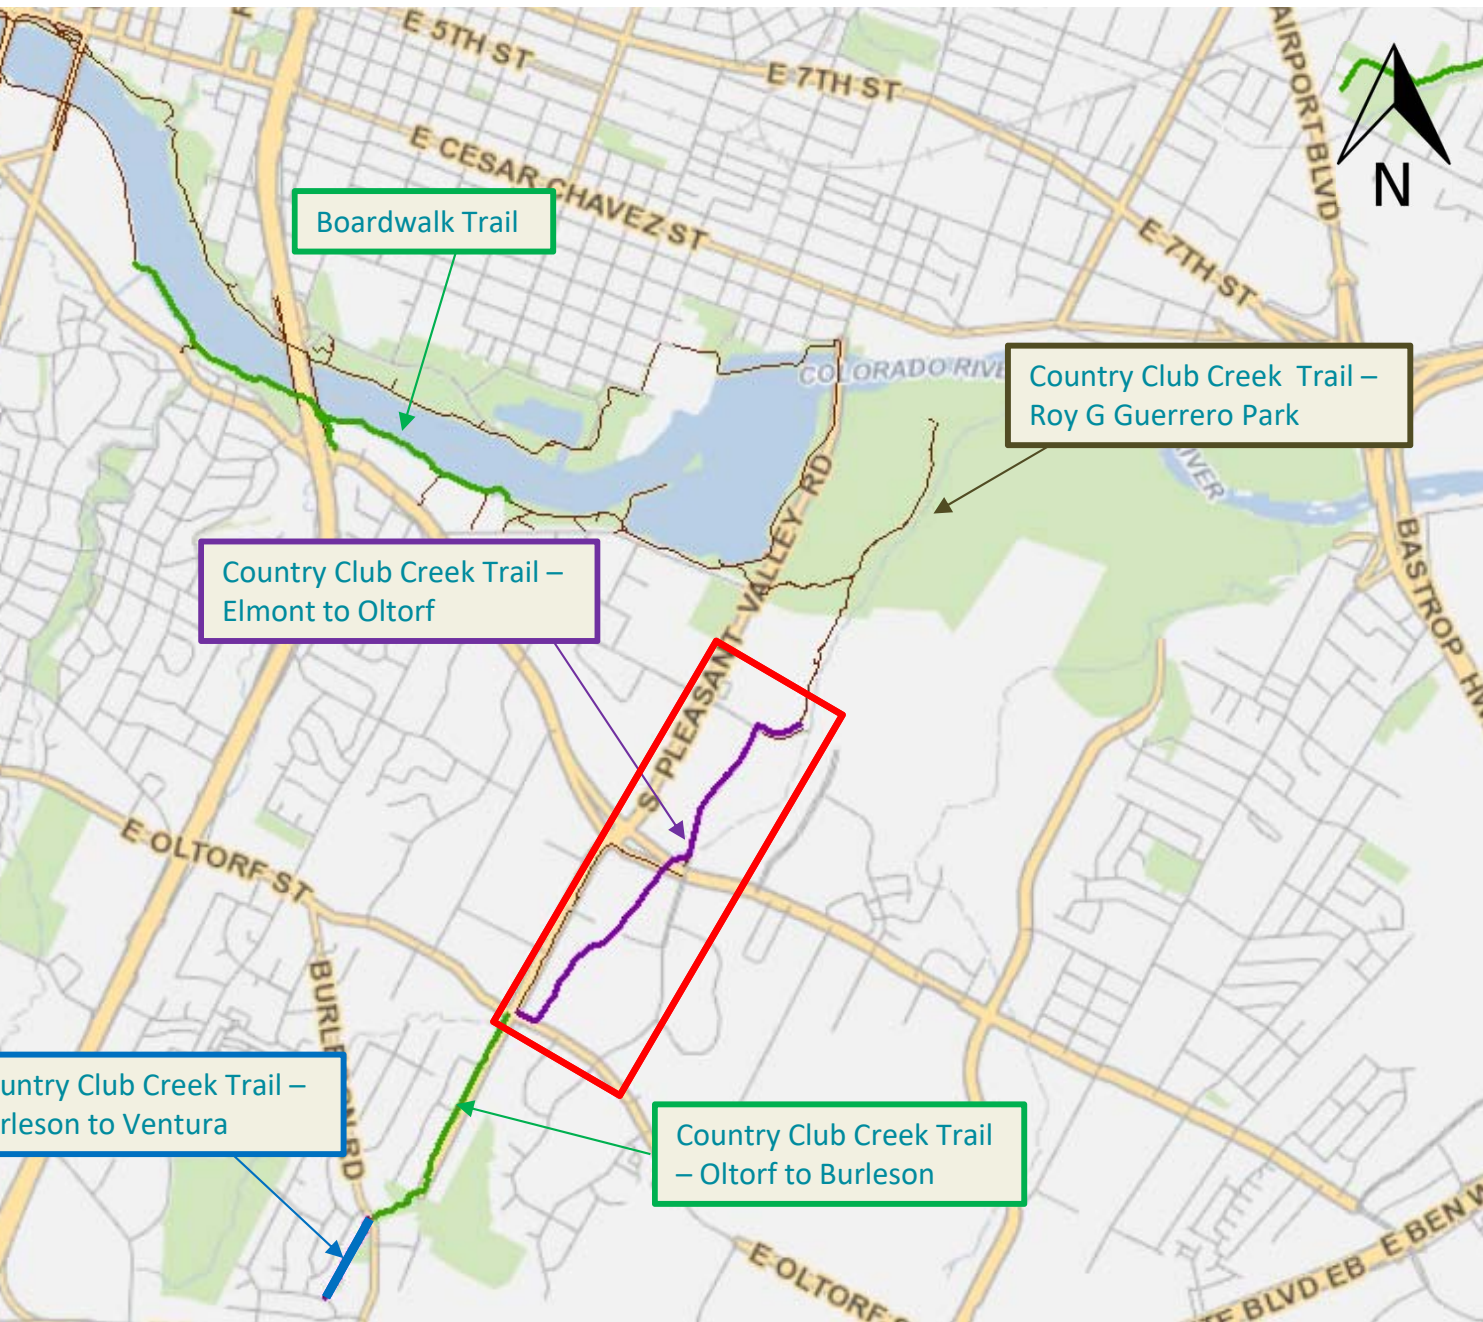 E 5TH ST
E 7TH ST
AIRPORT BLVD
N
E CESAR CHAVEZ ST
Boardwalk Trail
E 7TH ST
COLORADO RIVE
Country Club Creek Trail –
Roy G Guerrero Park
IVER
S PLEASANT VALLEY RD
BASTROP HW
Country Club Creek Trail –
Elmont to Oltorf
E OLTORF ST
BURLESON RD
untry Club Creek Trail –
rleson to Ventura
Country Club Creek Trail
– Oltorf to Burleson
E OLTORF S
TE BLVD EB
E BEN W